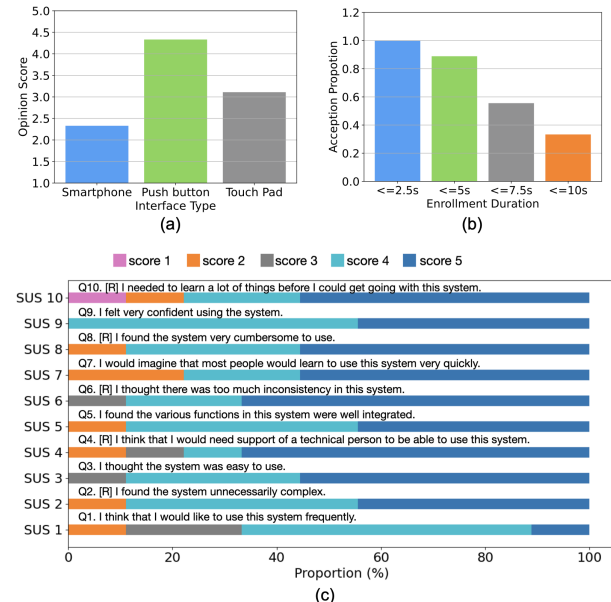 5.0
4.5
4.0
3.5
3.0
2.5
2.0
1.5
1.0
Opinion Score
Smartphone Push button Touch Pad
Interface Type
(a)
1.0
0.8
0.6
0.4
0.2
0.0
Acception Propotion
<=2.5s <=5s <=7.5s <=10s
Enrollment Duration
(b)
score 1 score 2 score 3 score 4 score 5
Q10. [R] I needed to learn a lot of things before I could get going with this system.
SUS 10
Q9. I felt very confident using the system.
SUS 9
Q8. [R] I found the system very cumbersome to use.
SUS 8
Q7. I would imagine that most people would learn to use this system very quickly.
SUS 7
Q6. [R] I thought there was too much inconsistency in this system.
SUS 6
Q5. I found the various functions in this system were well integrated.
SUS 5
Q4. [R] I think that I would need support of a technical person to be able to use this system.
SUS 4
Q3. I thought the system was easy to use.
SUS 3
Q2. [R] I found the system unnecessarily complex.
SUS 2
Q1. I think that I would like to use this system frequently.
SUS 1
0 20 40 60 80 100
Proportion (%)
(c)